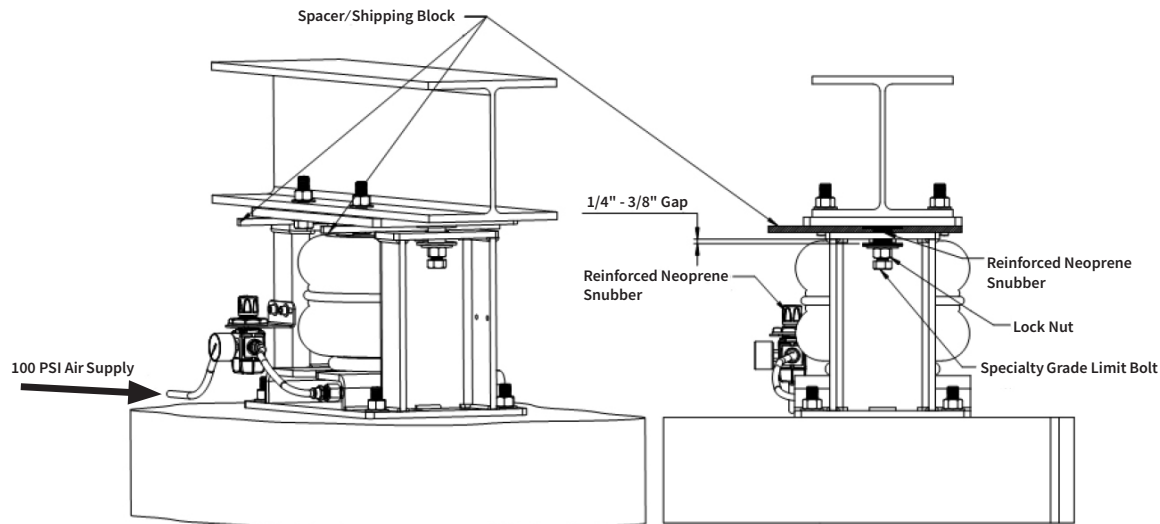 Spacer/Shipping Block
1/4" - 3/8" Gap
Reinforced Neoprene
Snubber
Reinforced Neoprene
Snubber
Lock Nut
100 PSI Air Supply
Specialty Grade Limit Bolt